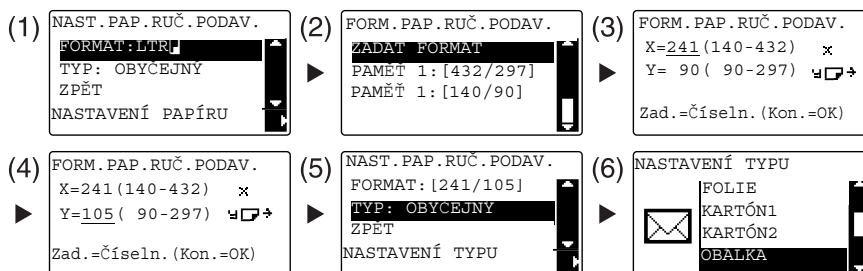 (1)
NAST.PAP.RUČ.PODAV.
FORMAT:LTR
TYP: OBYČEJNÝ
ZPĚT
NASTAVENÍ PAPÍRU
(2)
FORM.PAP.RUČ.PODAV.
ZADAT FORMAT
PAMĚŤ 1:[432/297]
PAMĚŤ 1:[140/90]
(3)
FORM.PAP.RUČ.PODAV.
X=241(140-432) X
Y= 90( 90-297) Y
Zad.=Číseln.(Kon.=OK)
(4)
FORM.PAP.RUČ.PODAV.
X=241(140-432) X
Y=105( 90-297) Y
Zad.=Číseln.(Kon.=OK)
(5)
NAST.PAP.RUČ.PODAV.
FORMAT:[241/105]
TYP: OBYČEJNÝ
ZPĚT
NASTAVENÍ TYPU
(6)
NASTAVENÍ TYPU
FOLIE
KARTÓN1
KARTÓN2
OBÁLKA